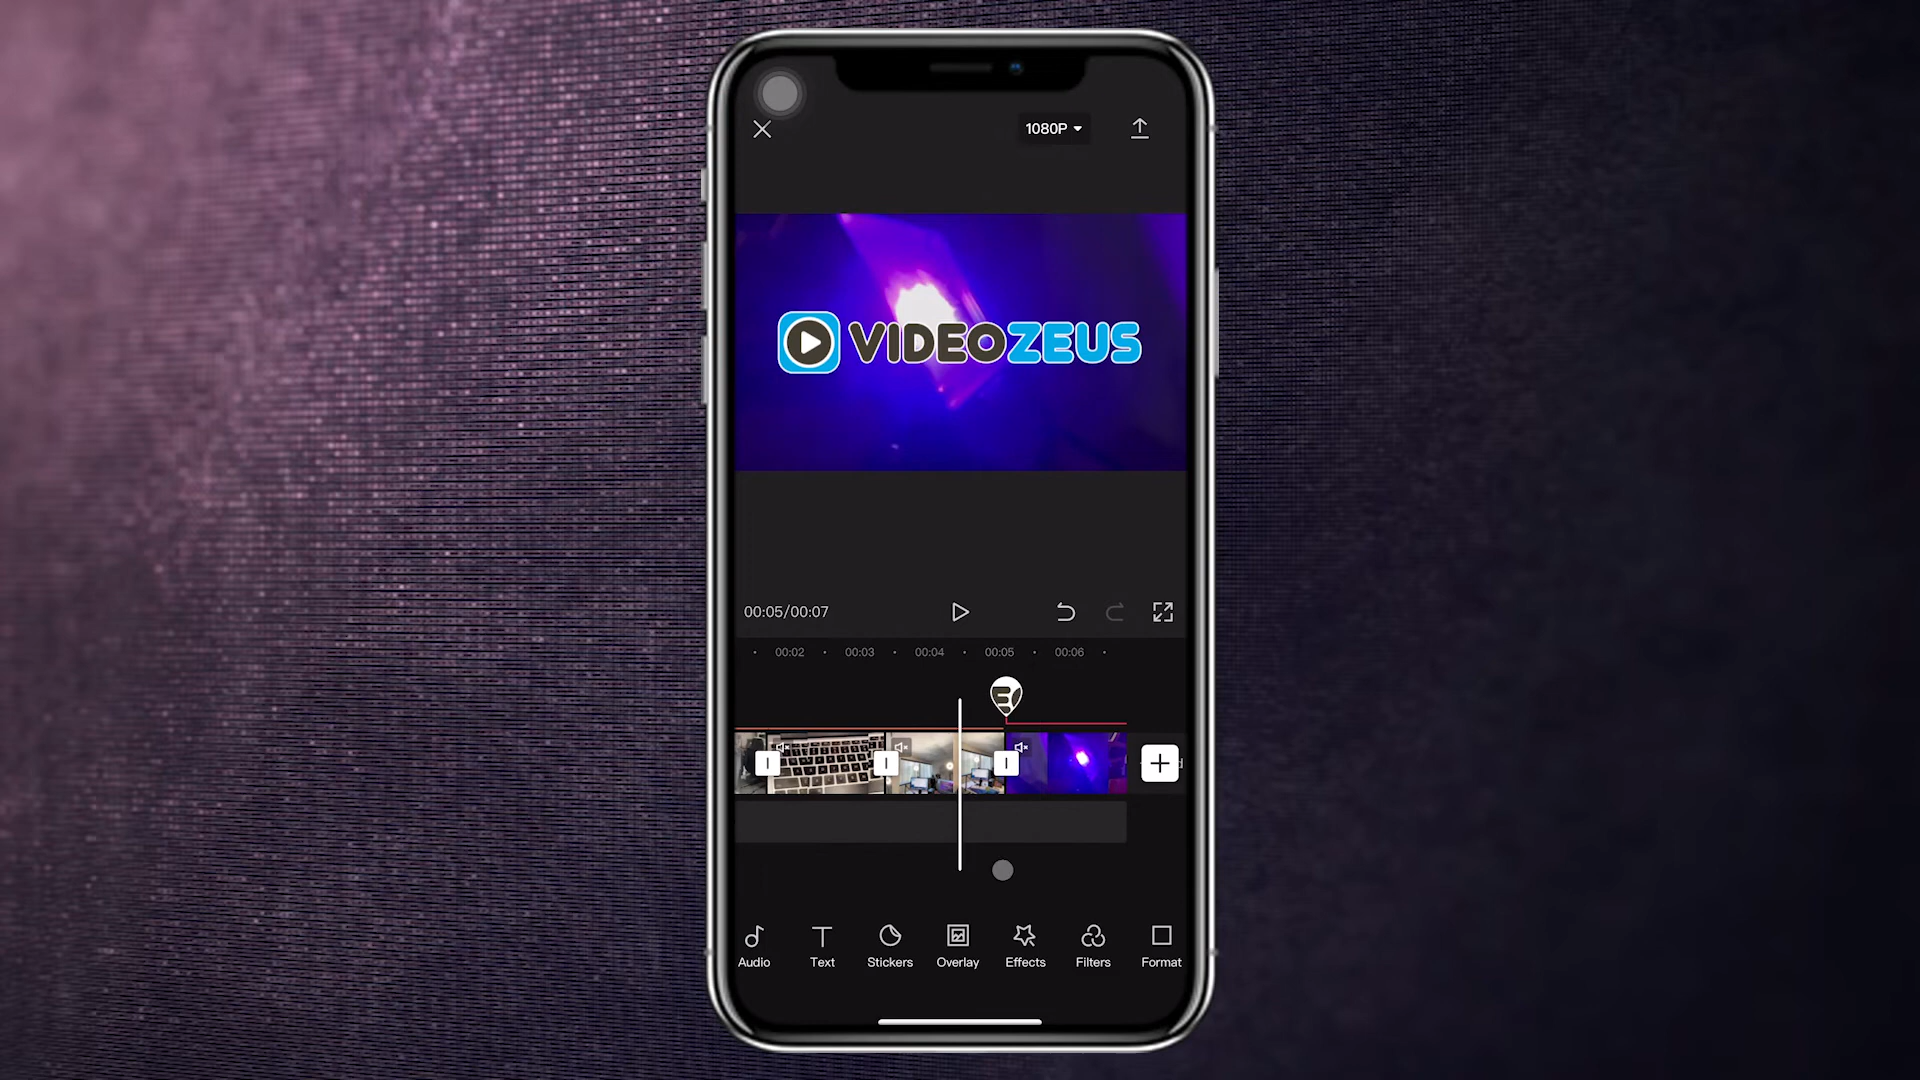 1080P
VIDEOZEUS
00:05/00:07
00:02 00:03 00:04 00:05 00:06
Audio Text Stickers Overlay Effects Filters Format